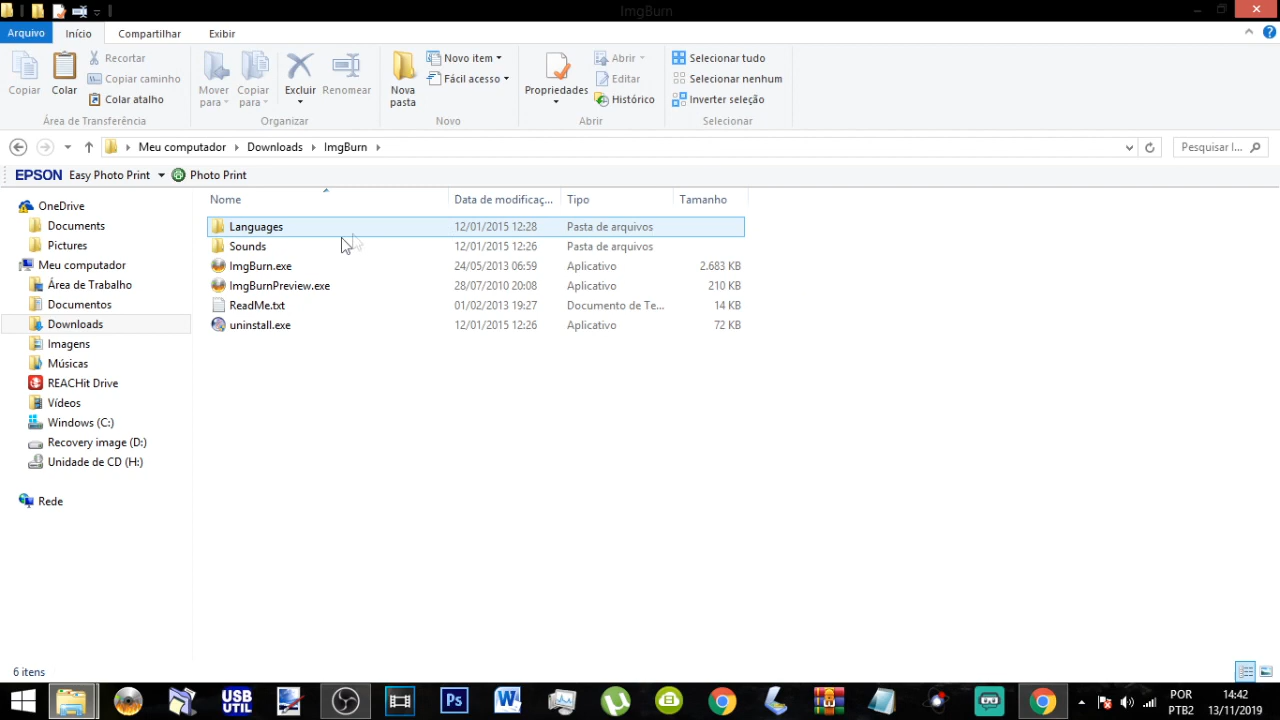 ImgBurn
Arquivo Início Compartilhar Exibir
Copiar
Colar
Recortar
Copiar caminho
Colar atalho
Área de Transferência
Mover para
Copiar para
Excluir
Renomear
Organizar
Nova pasta
Novo item
Fácil acesso
Novo
Propriedades
Abrir
Editar
Histórico
Abrir
Selecionar tudo
Selecionar nenhum
Inverter seleção
Selecionar
Meu computador Downloads ImgBurn
Pesquisar I...
EPSON Easy Photo Print Photo Print
OneDrive
Documents
Pictures
Meu computador
Área de Trabalho
Documentos
Downloads
Imagens
Músicas
REACHit Drive
Vídeos
Windows (C:)
Recovery image (D:)
Unidade de CD (H:)
Rede
Nome Data de modificaç... Tipo Tamanho
Languages 12/01/2015 12:28 Pasta de arquivos
Sounds 12/01/2015 12:26 Pasta de arquivos
ImgBurn.exe 24/05/2013 06:59 Aplicativo 2.683 KB
ImgBurnPreview.exe 28/07/2010 20:08 Aplicativo 210 KB
ReadMe.txt 01/02/2013 19:27 Documento de Te... 14 KB
uninstall.exe 12/01/2015 12:26 Aplicativo 72 KB
6 itens
USB UTIL
Ps
W
POR
PTB2
14:42
13/11/2019